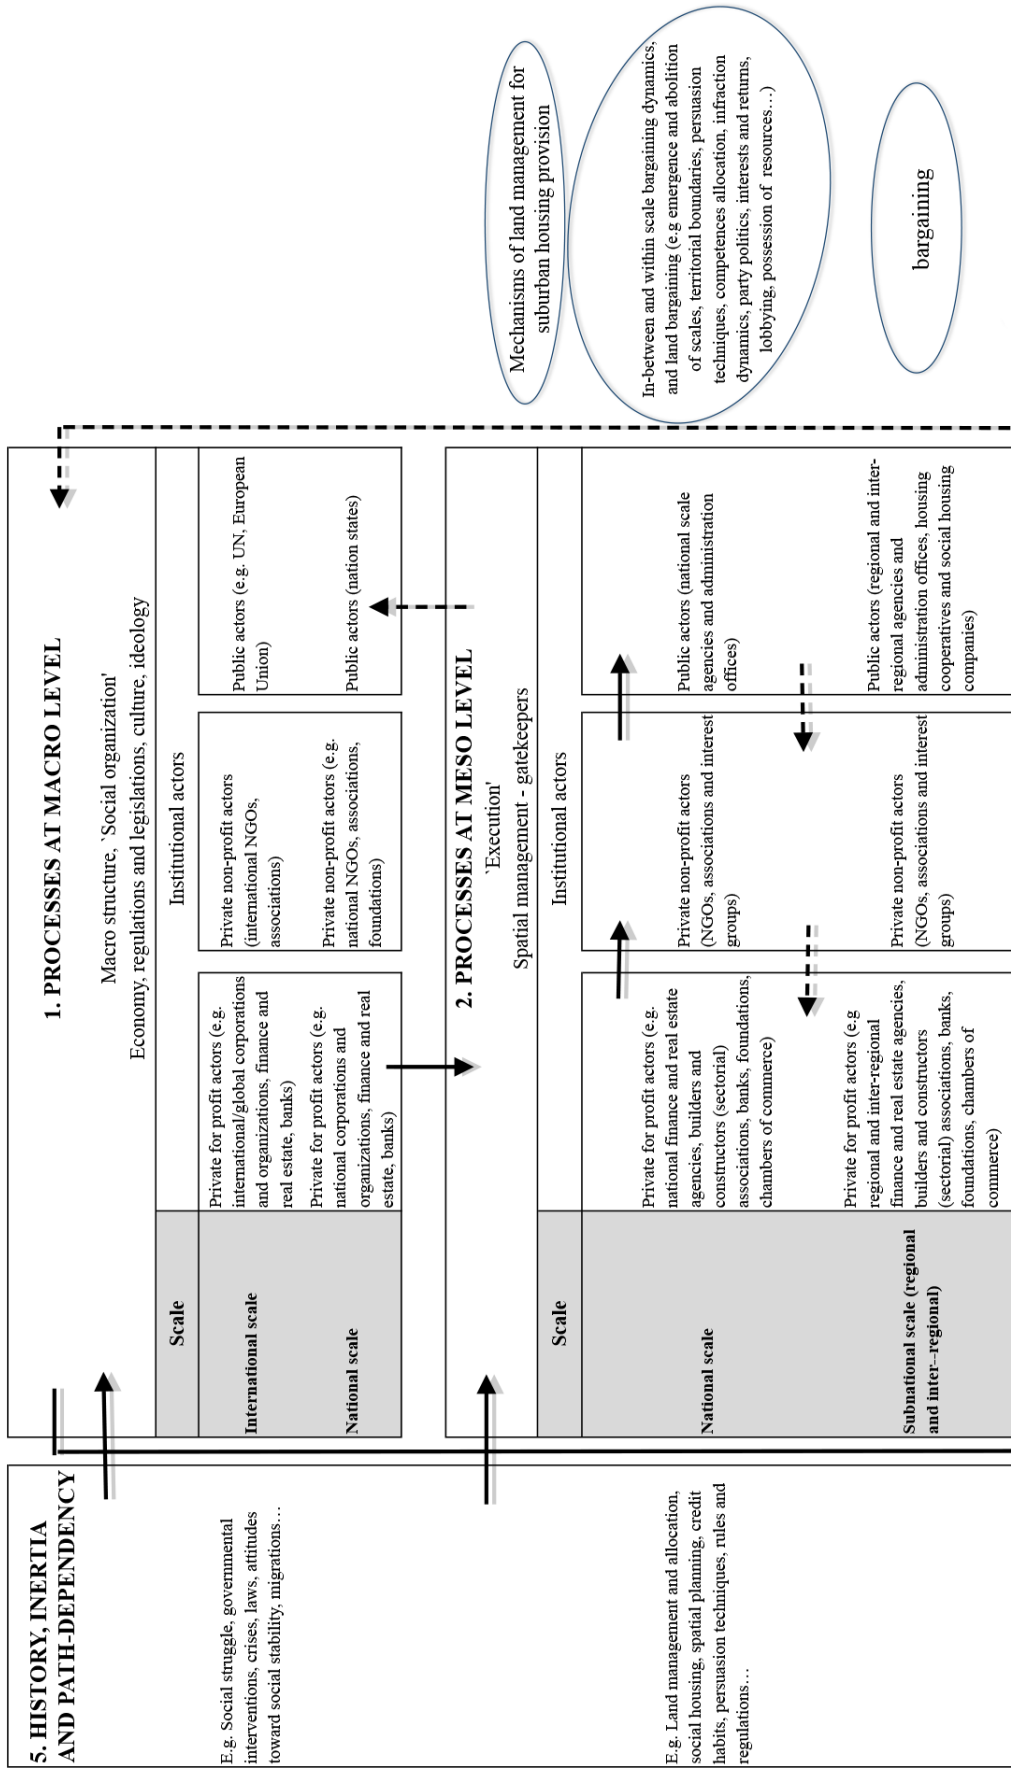 5. HISTORY, INERTIA
AND PATH-DEPENDENCY
E.g. Social struggle, governmental
interventions, crises, laws, attitudes
toward social stability, migrations…
E.g. Land management and allocation,
social housing, spatial planning, credit
habits, persuasion techniques, rules and
regulations…
1. PROCESSES AT MACRO LEVEL
Macro structure, `Social organization'
Economy, regulations and legislations, culture, ideology
Scale
Institutional actors
International scale
Private for profit actors (e.g.
international/global corporations
and organizations, finance and
real estate, banks)
Private non-profit actors
(international NGOs,
associations)
Public actors (e.g. UN, European
Union)
National scale
Private for profit actors (e.g.
national corporations and
organizations, finance and real
estate, banks)
Private non-profit actors (e.g.
national NGOs, associations,
foundations)
Public actors (nation states)
2. PROCESSES AT MESO LEVEL
`Execution'
Spatial management - gatekeepers
Scale
Institutional actors
National scale
Private for profit actors (e.g.
national finance and real estate
agencies, builders and
constructors (sectorial)
associations, banks, foundations,
chambers of commerce)
Private non-profit actors
(NGOs, associations and interest
groups)
Public actors (national scale
agencies and administration
offices)
Subnational scale (regional
and inter--regional)
Private for profit actors (e.g
regional and inter-regional
finance and real estate agencies,
builders and constructors
(sectorial) associations, banks,
foundations, chambers of
commerce)
Private non-profit actors
(NGOs, associations and interest
groups)
Public actors (regional and inter-
regional agencies and
administration offices, housing
cooperatives and social housing
companies)
Mechanisms of land management for
suburban housing provision
In-between and within scale bargaining dynamics,
and land bargaining (e.g emergence and abolition
of scales, territorial boundaries, persuasion
techniques, competences allocation, infraction
dynamics, party politics, interests and returns,
lobbying, possession of resources…)
bargaining